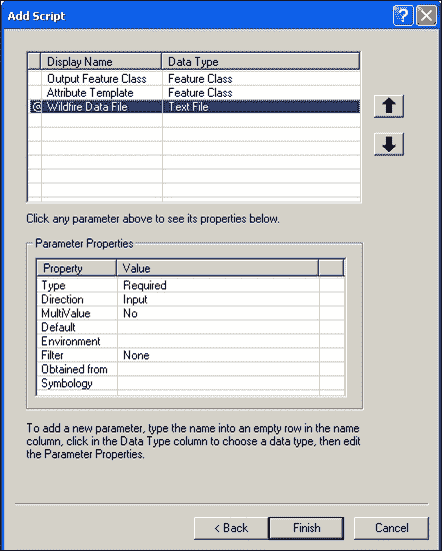 Add Script
Display Name Data Type
Output Feature Class Feature Class
Attribute Template Feature Class
Wildfire Data File Text File
Click any parameter above to see its properties below.
Parameter Properties
Property Value
Type Required
Direction Input
MultiValue No
Default
Environment
Filter None
Obtained from
Symbology
To add a new parameter, type the name into an empty row in the name
column, click in the Data Type column to choose a data type, then edit
the Parameter Properties.
< Back Finish Cancel